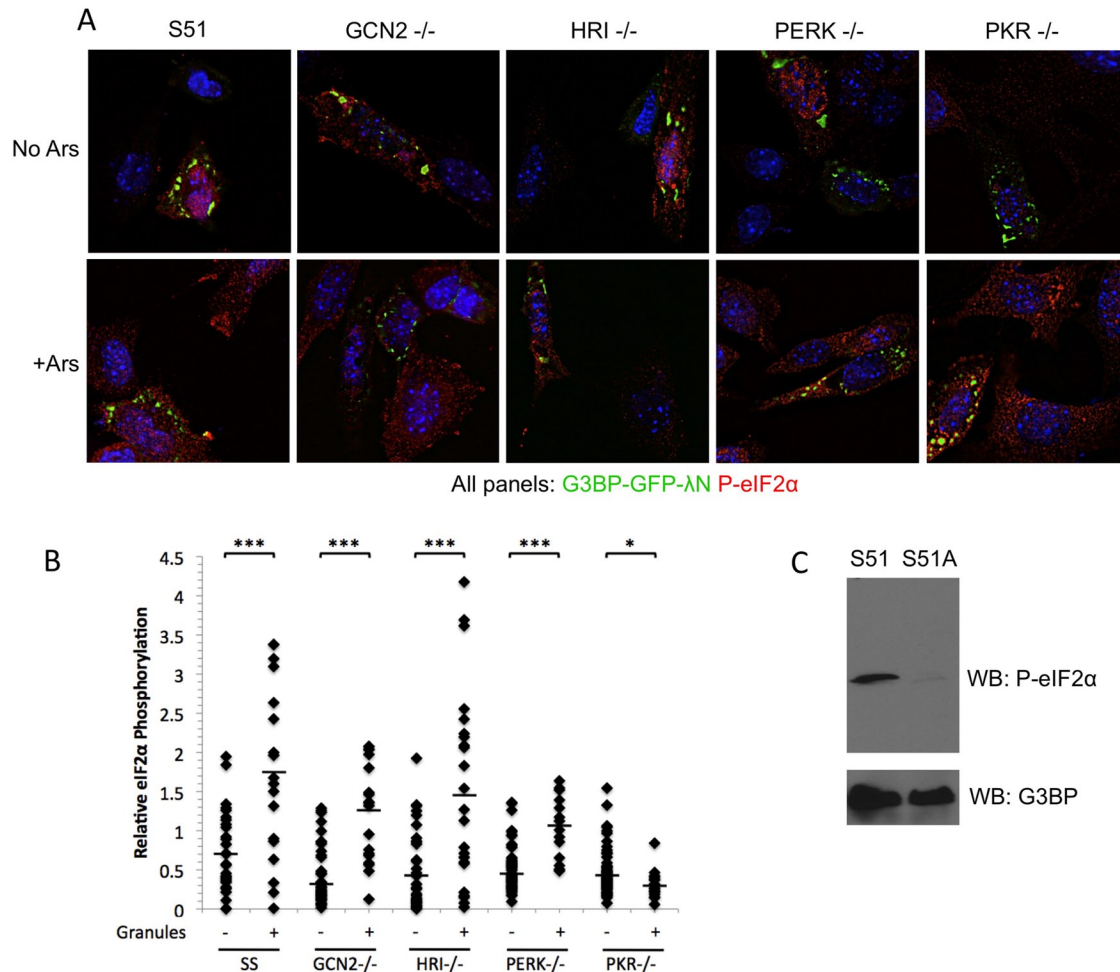 A
S51 GCN2 -/- HRI -/- PERK -/- PKR -/-
No Ars
+Ars
All panels: G3BP-GFP-λN P-eIF2α
B
*** *** *** *** *
Relative eIF2α Phosphorylation
4.5
4
3.5
3
2.5
2
1.5
1
0.5
0
Granules - + - + - + - + - +
SS GCN2-/- HRI-/- PERK-/- PKR-/-
C
S51 S51A
WB: P-eIF2α
WB: G3BP